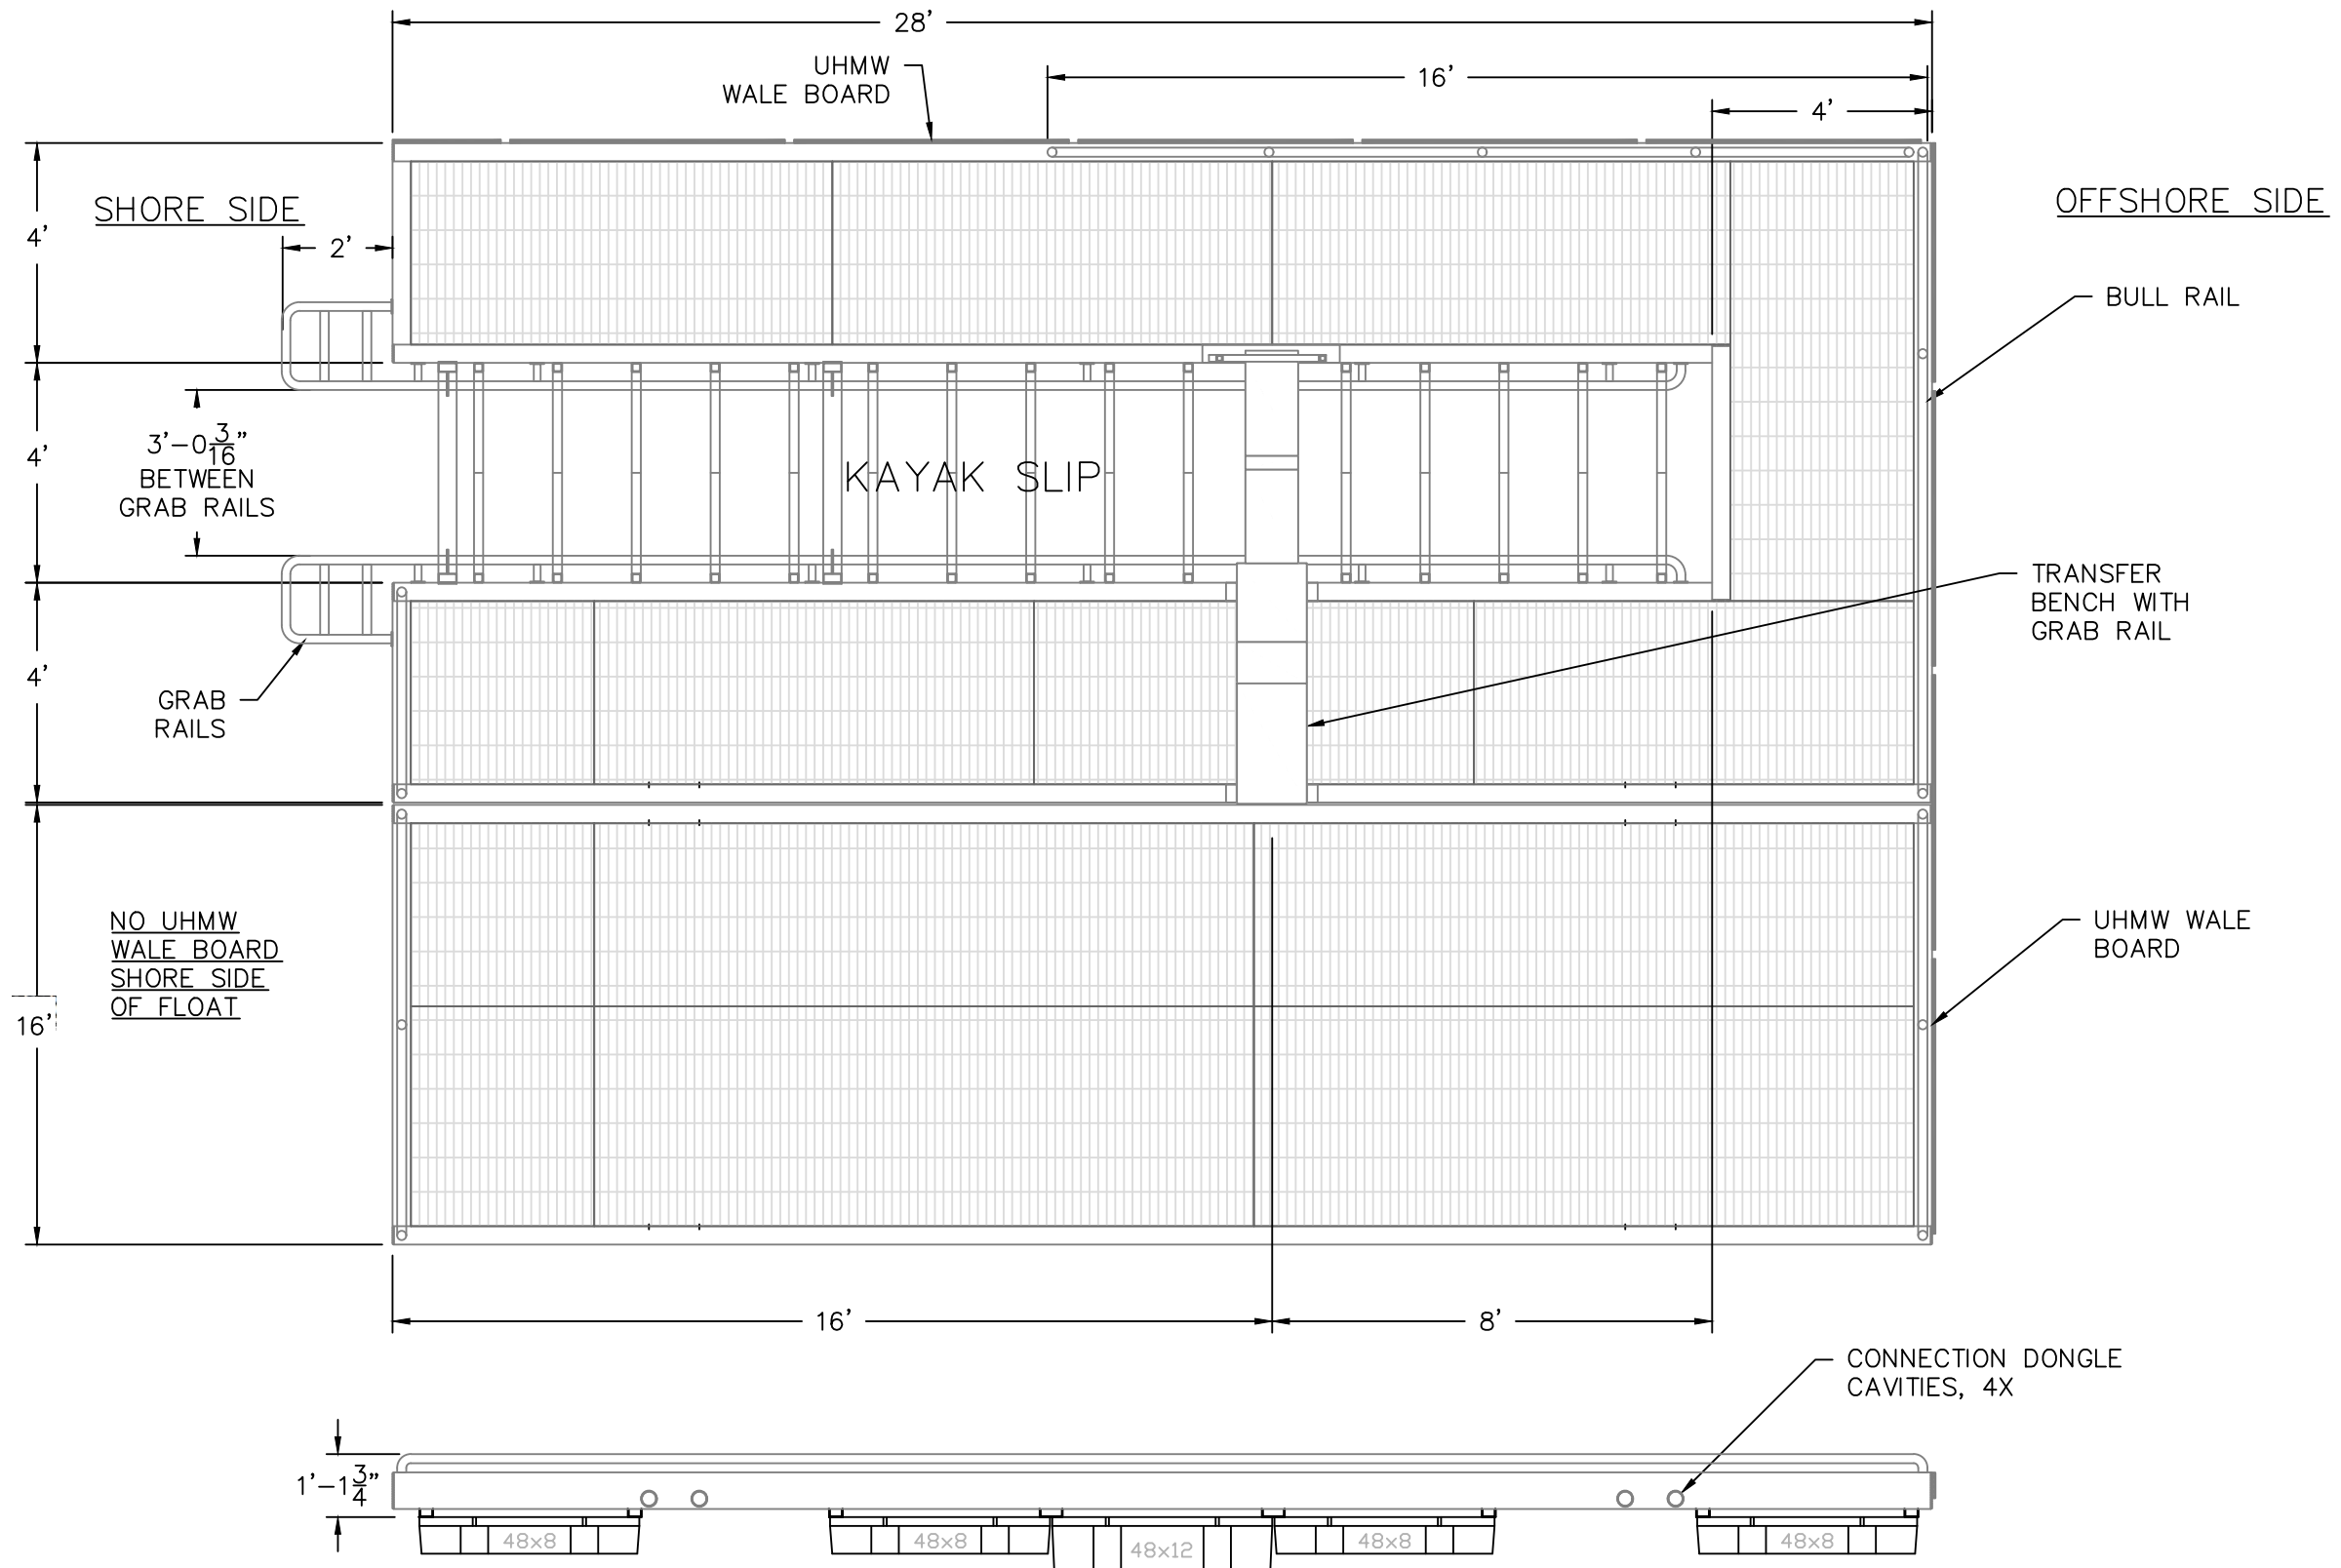 28'
UHMW
WALE BOARD
16'
4'
SHORE SIDE
OFFSHORE SIDE
4'
2'
BULL RAIL
4'
3'-0 3/16"
BETWEEN
GRAB RAILS
KAYAK SLIP
TRANSFER
BENCH WITH
GRAB RAIL
4'
GRAB
RAILS
NO UHMW
WALE BOARD
SHORE SIDE
OF FLOAT
UHMW WALE
BOARD
16'
16'
8'
CONNECTION DONGLE
CAVITIES, 4X
1'-1 3/4"
48x8
48x8
48x12
48x8
48x8